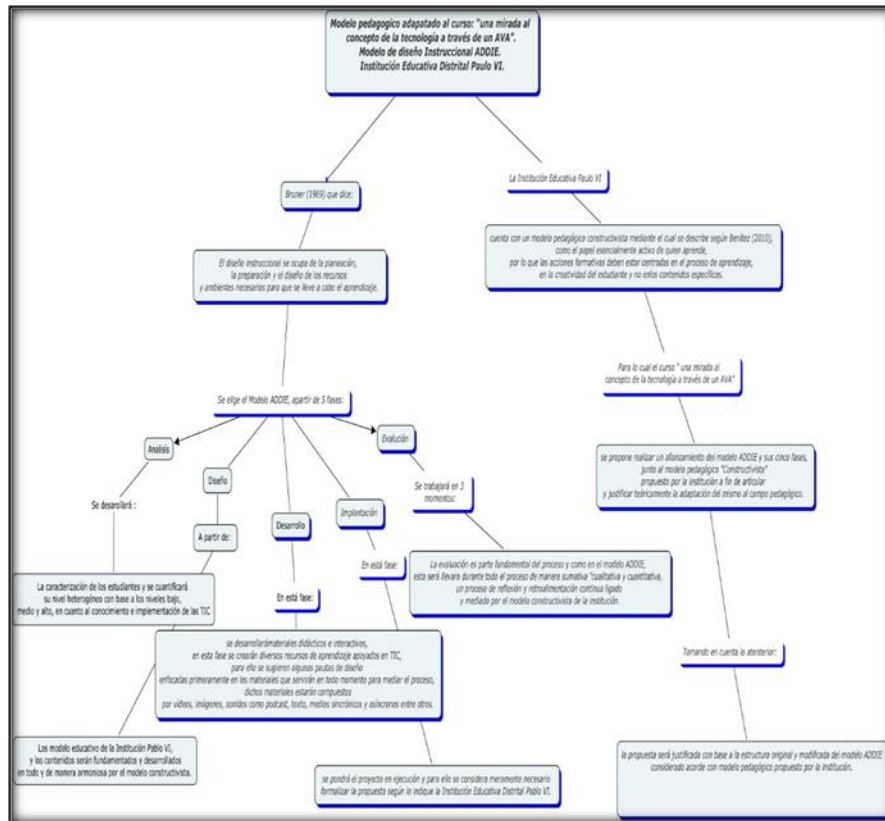 Modelo pedagogico adapatado al curso: "una mirada al
concepto de la tecnología a través de un AVA".
Modelo de diseño Instruccional ADDIE.
Institución Educativa Distrital Paulo VI.
Bruner (1969) que dice:
El diseño instruccional se ocupa de la planeación,
la preparación y el diseño de los recursos
y ambientes necesarios para que se lleve a cabo el aprendizaje.
Se elige el Modelo ADDIE, apartir de 5 fases:
Analisis
Se desarollará :
La caracterización de los estudiantes y se cuantificará
su nivel heterogéneo con base a los niveles bajo,
medio y alto, en cuanto al conocimiento e implementación de las TIC
Diseño
A partir de:
Los modelo educativo de la Institución Pablo VI,
y los contenidos serán fundamentados y desarrollados
en todo y de manera armoniosa por el modelo constructivista.
Desarrollo
En está fase:
se desarrollarámateriales didácticos e interactivos,
en esta fase se crearán diversos recursos de aprendizaje apoyados en TIC,
para ello se sugieren algunas pautas de diseño
enfocadas primeramente en los materiales que servirán en todo momento para mediar el proceso,
dichos materiales estarán compuestos
por videos, imágenes, sonidos como podcast, texto, medios sincrónicos y asíncronos entre otros.
Implantación
En está fase:
se pondrá el proyecto en ejecución y para ello se considera meramente necesario
formalizar la propuesta según lo indique la Institución Educativa Distrital Pablo VI.
Evalución
Se trabajará en 3
momentos:
La evaluación es parte fundamental del proceso y como en el modelo ADDIE,
esta será llevara durante todo el proceso de manera sumativa "cualitativa y cuantitativa,
un proceso de reflexión y retroalimentación continua ligado
y mediado por el modelo constructivista de la institución.
La Institución Educativa Paulo VI
cuenta con un modelo pedagógico constructivista mediante el cual se describe según Benítez (2010),
como el papel esencialmente activo de quien aprende,
por lo que las acciones formativas deben estar centradas en el proceso de aprendizaje,
en la creatividad del estudiante y no enlos contenidos específicos.
Para lo cual el curso " una mirada al
concepto de la tecnología a través de un AVA"
se propone realizar un afianzamiento del modelo ADDIE y sus cinco fases,
junto al modelo pedagógico "Constructivista"
propuesto por la institución a fin de articular
y justificar teóricamente la adaptación del mismo al campo pedagógico.
Tomando en cuenta lo atenterior:
la propuesta será justificada con base a la estructura original y modificada del modelo ADDIE
considerado acorde con modelo pedagógico propuesto por la institución.